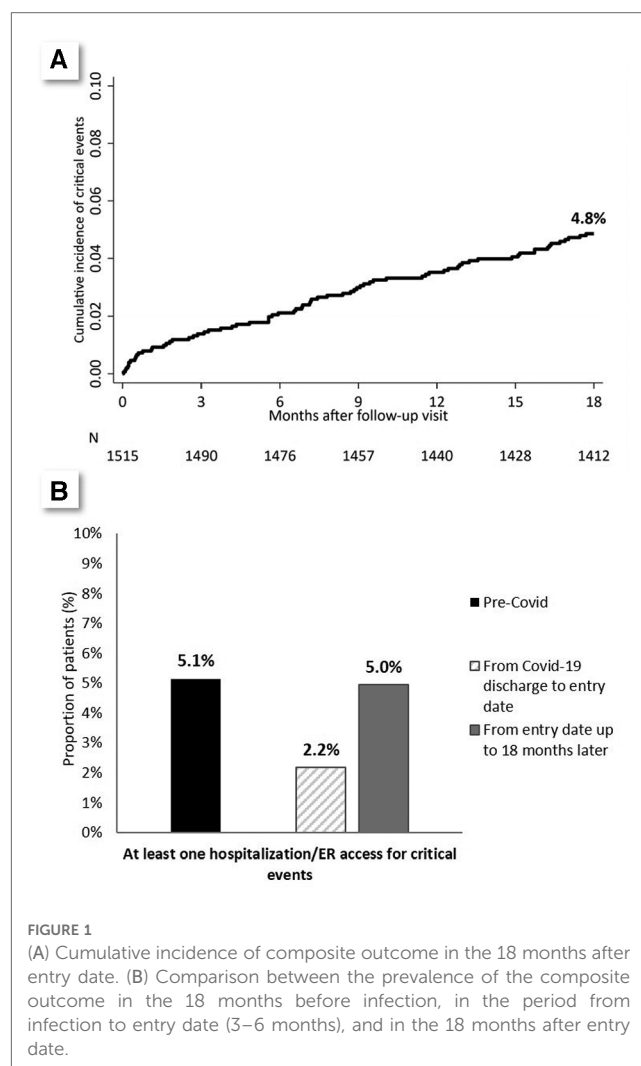 A
Cumulative incidence of critical events
0.10
0.08
0.06
0.04
0.02
0.00
4.8%
0 3 6 9 12 15 18
Months after follow-up visit
N
1515 1490 1476 1457 1440 1428 1412
B
Proportion of patients (%)
10%
9%
8%
7%
6%
5%
4%
3%
2%
1%
0%
5.1%
2.2%
5.0%
At least one hospitalization/ER access for critical
events
Pre-Covid
From Covid-19
discharge to entry
date
From entry date up
to 18 months later
FIGURE 1
(A) Cumulative incidence of composite outcome in the 18 months after
entry date. (B) Comparison between the prevalence of the composite
outcome in the 18 months before infection, in the period from
infection to entry date (3–6 months), and in the 18 months after entry
date.